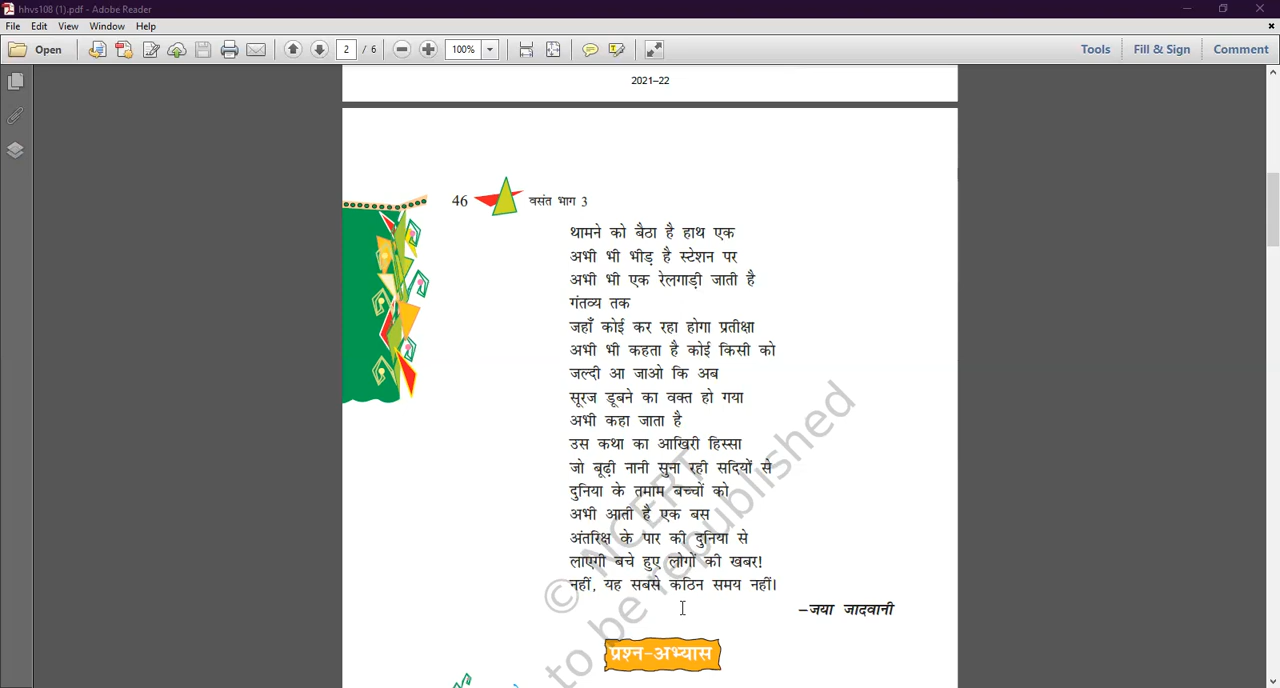 hhvs108 (1).pdf - Adobe Reader
File Edit View Window Help
Open 2 / 6 100% Tools Fill & Sign Comment
2021–22
46 वसंत भाग 3
थामने को बैठा है हाथ एक
अभी भी भीड़ है स्टेशन पर
अभी भी एक रेलगाड़ी जाती है
गंतव्य तक
जहाँ कोई कर रहा होगा प्रतीक्षा
अभी भी कहता है कोई किसी को
जल्दी आ जाओ कि अब
सूरज डूबने का वक्त हो गया
अभी कहा जाता है
उस कथा का आखिरी हिस्सा
जो बूढ़ी नानी सुना रही सदियों से
दुनिया के तमाम बच्चों को
अभी आती है एक बस
अंतरिक्ष के पार की दुनिया से
लाएगी बचे हुए लोगों की खबर!
नहीं, यह सबसे कठिन समय नहीं।
–जया जादवानी
प्रश्न-अभ्यास
© NCERT
to be republished